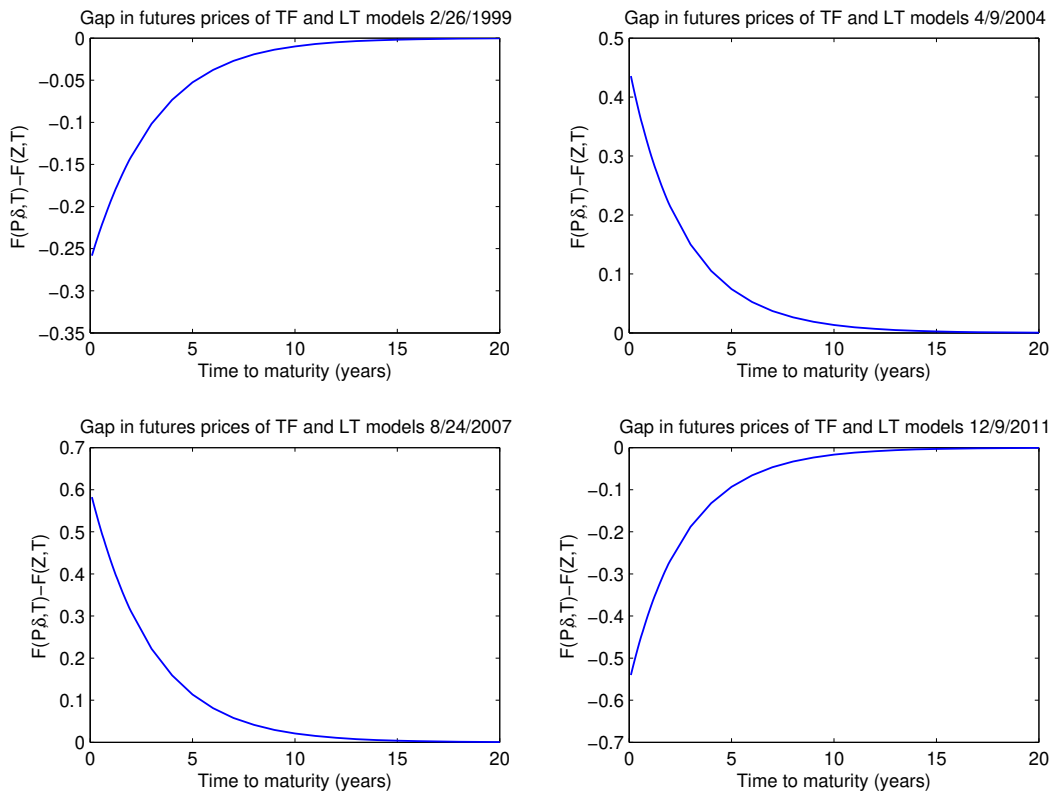 Gap in futures prices of TF and LT models 2/26/1999
0
−0.05
−0.1
−0.15
−0.2
−0.25
−0.3
−0.35
F(P,δ,T)−F(Z,T)
0 5 10 15 20
Time to maturity (years)
Gap in futures prices of TF and LT models 4/9/2004
0.5
0.4
0.3
0.2
0.1
0
F(P,δ,T)−F(Z,T)
0 5 10 15 20
Time to maturity (years)
Gap in futures prices of TF and LT models 8/24/2007
0.7
0.6
0.5
0.4
0.3
0.2
0.1
0
F(P,δ,T)−F(Z,T)
0 5 10 15 20
Time to maturity (years)
Gap in futures prices of TF and LT models 12/9/2011
0
−0.1
−0.2
−0.3
−0.4
−0.5
−0.6
−0.7
F(P,δ,T)−F(Z,T)
0 5 10 15 20
Time to maturity (years)